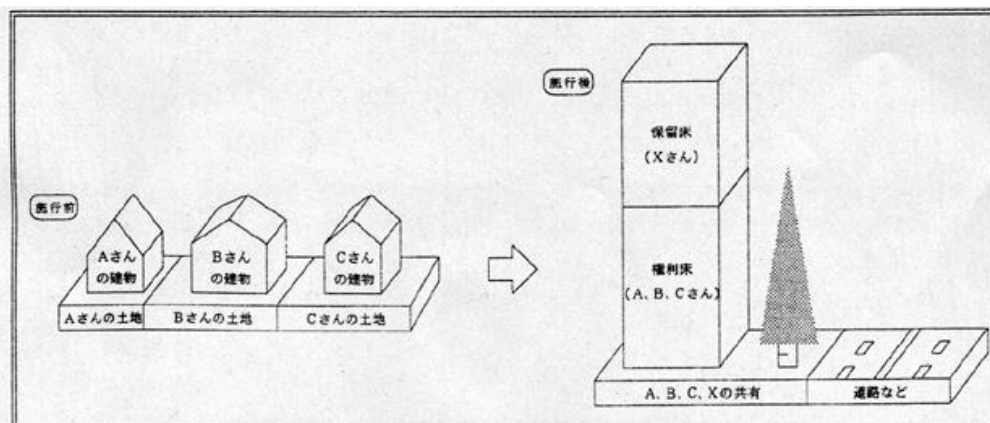 施行前
Aさん
の建物
Bさん
の建物
Cさん
の建物
Aさんの土地
Bさんの土地
Cさんの土地
施行後
保留床
(Xさん)
権利床
(A、B、Cさん)
A、B、C、Xの共有
道路など